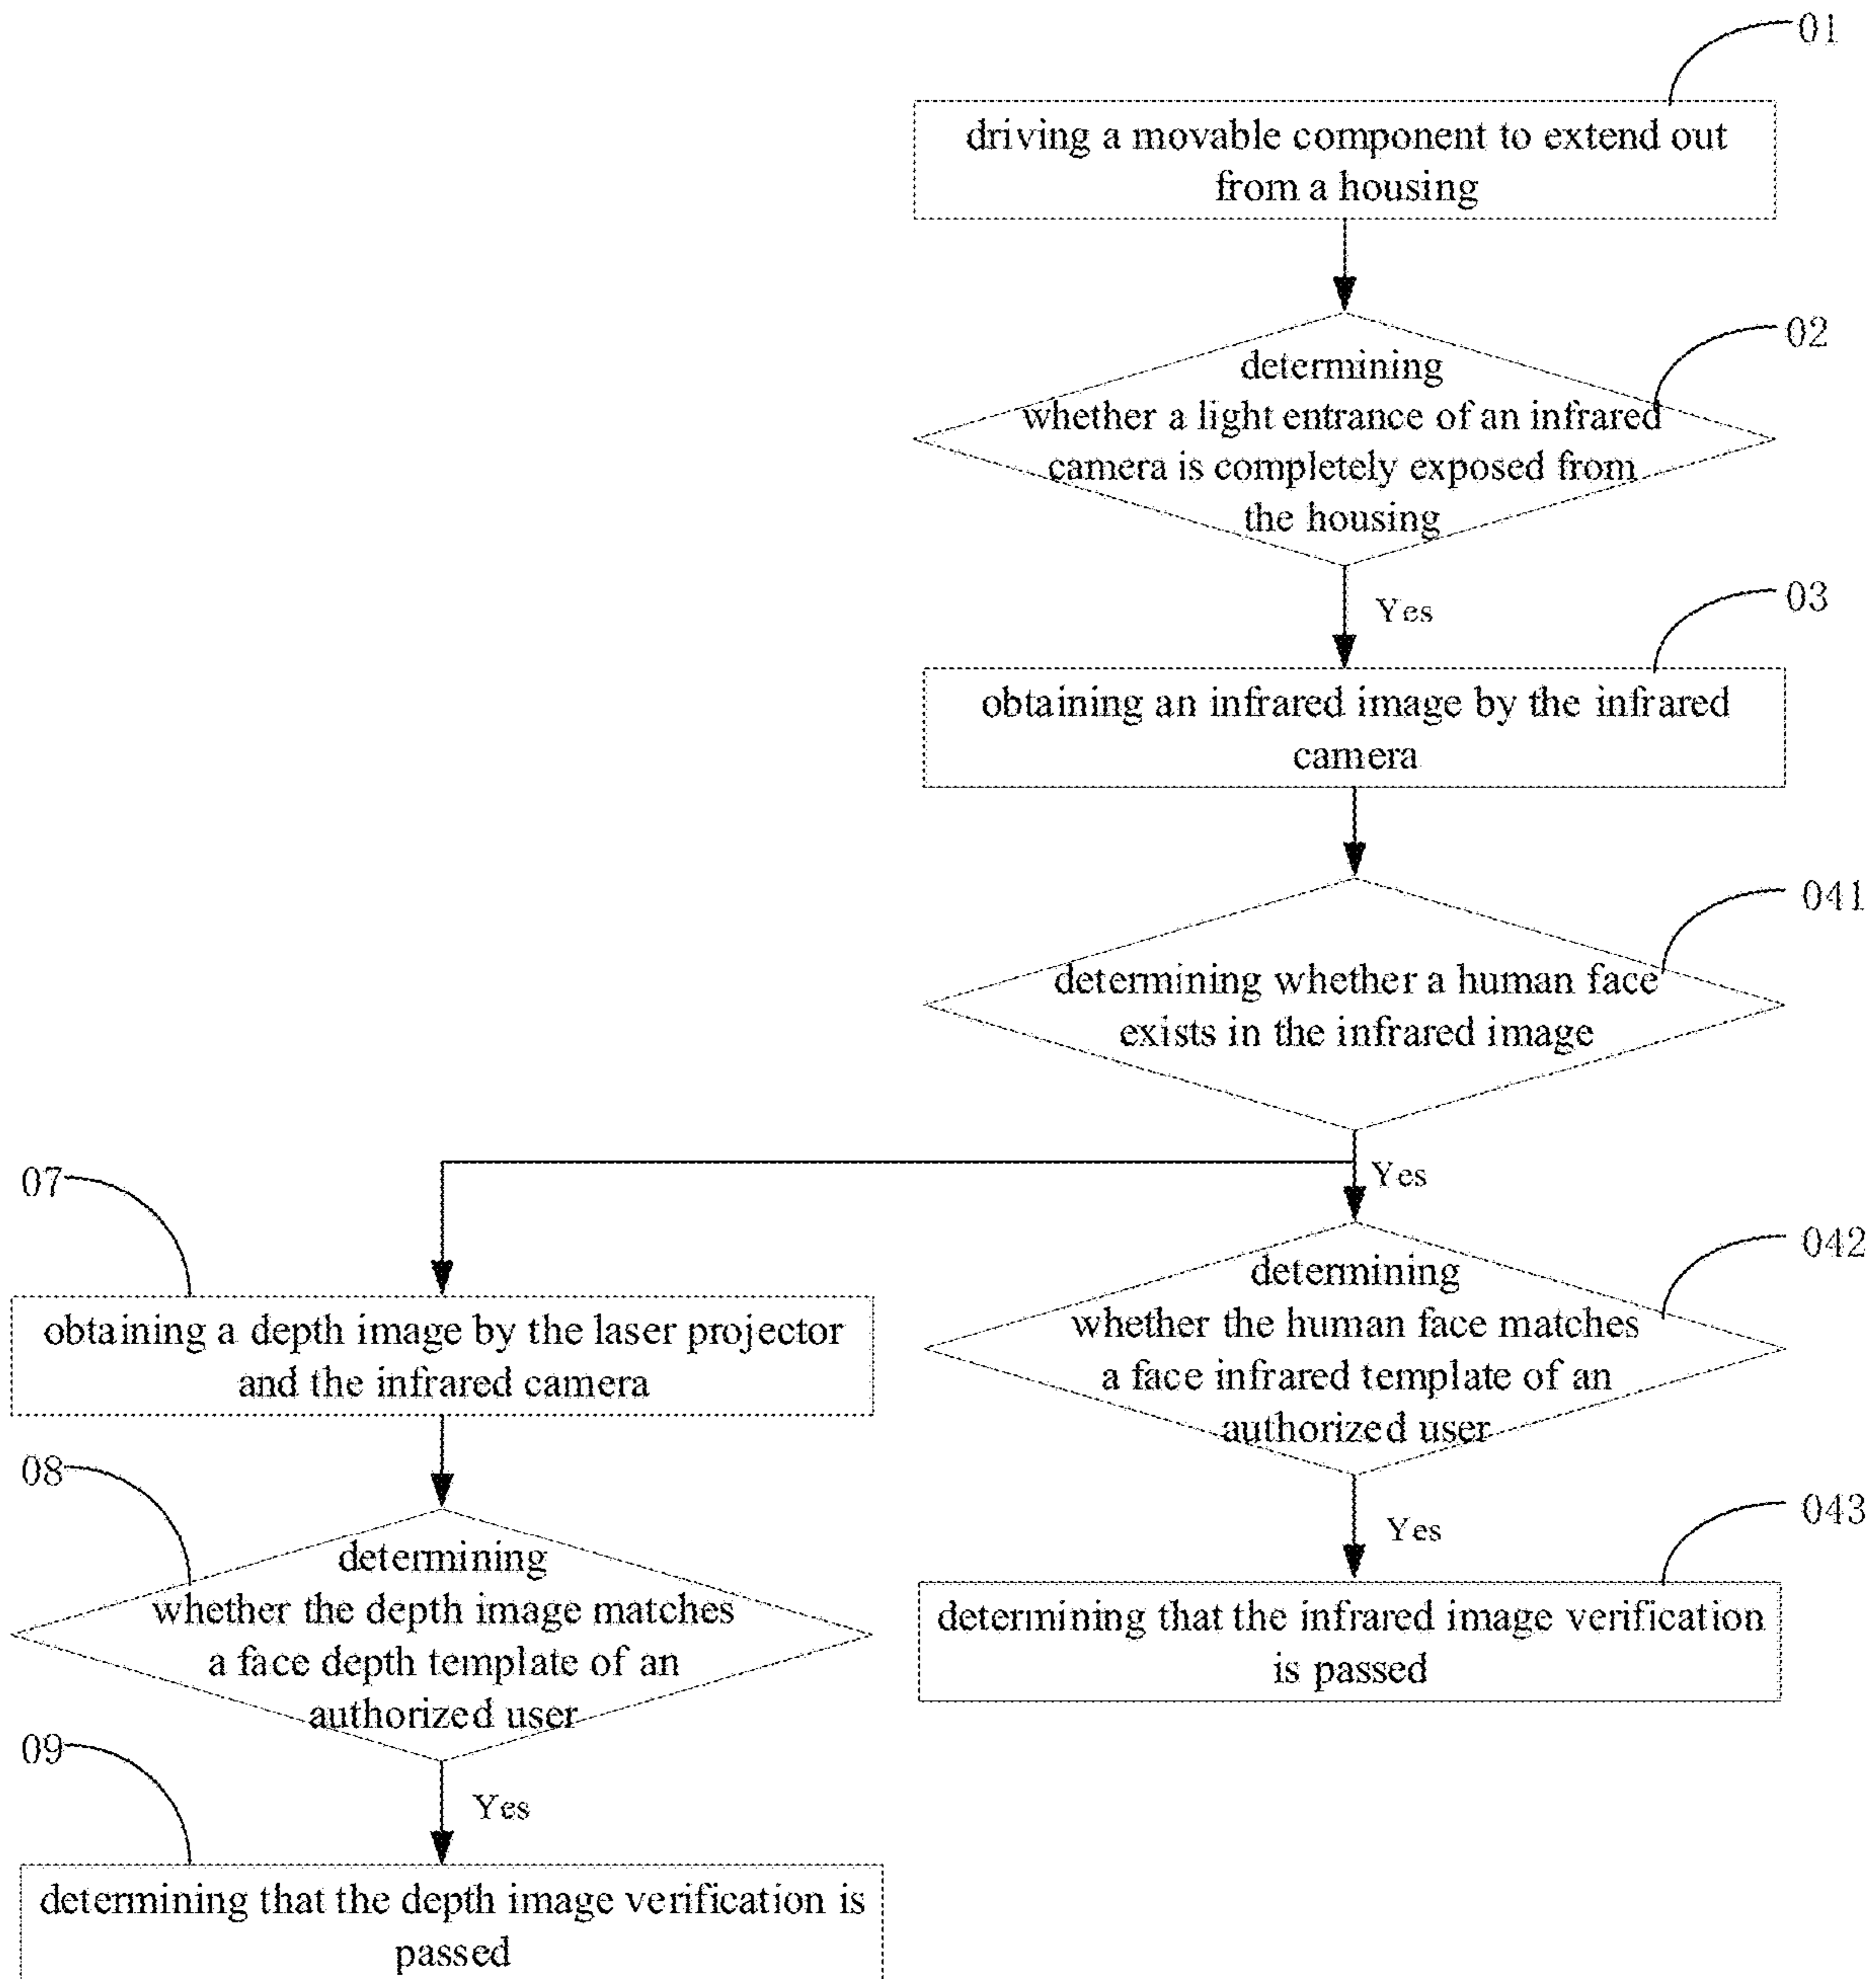 01
driving a movable component to extend out
from a housing
02
determining
whether a light entrance of an infrared
camera is completely exposed from
the housing
Yes
03
obtaining an infrared image by the infrared
camera
041
determining whether a human face
exists in the infrared image
Yes
042
determining
whether the human face matches
a face infrared template of an
authorized user
Yes
043
determining that the infrared image verification
is passed
07
obtaining a depth image by the laser projector
and the infrared camera
08
determining
whether the depth image matches
a face depth template of an
authorized user
Yes
09
determining that the depth image verification is
passed